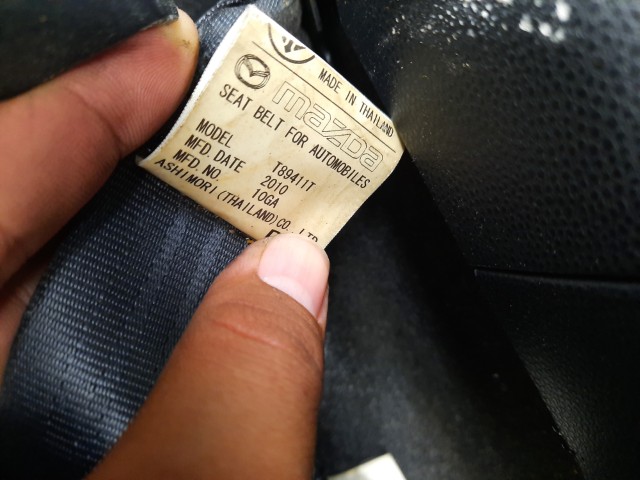 MADE IN THAILAND
mazda
SEAT BELT FOR AUTOMOBILES
MODEL T89411T
MFD. DATE 2010
MFD. NO. 10GA
ASHIMORI (THAILAND) CO., LTD.